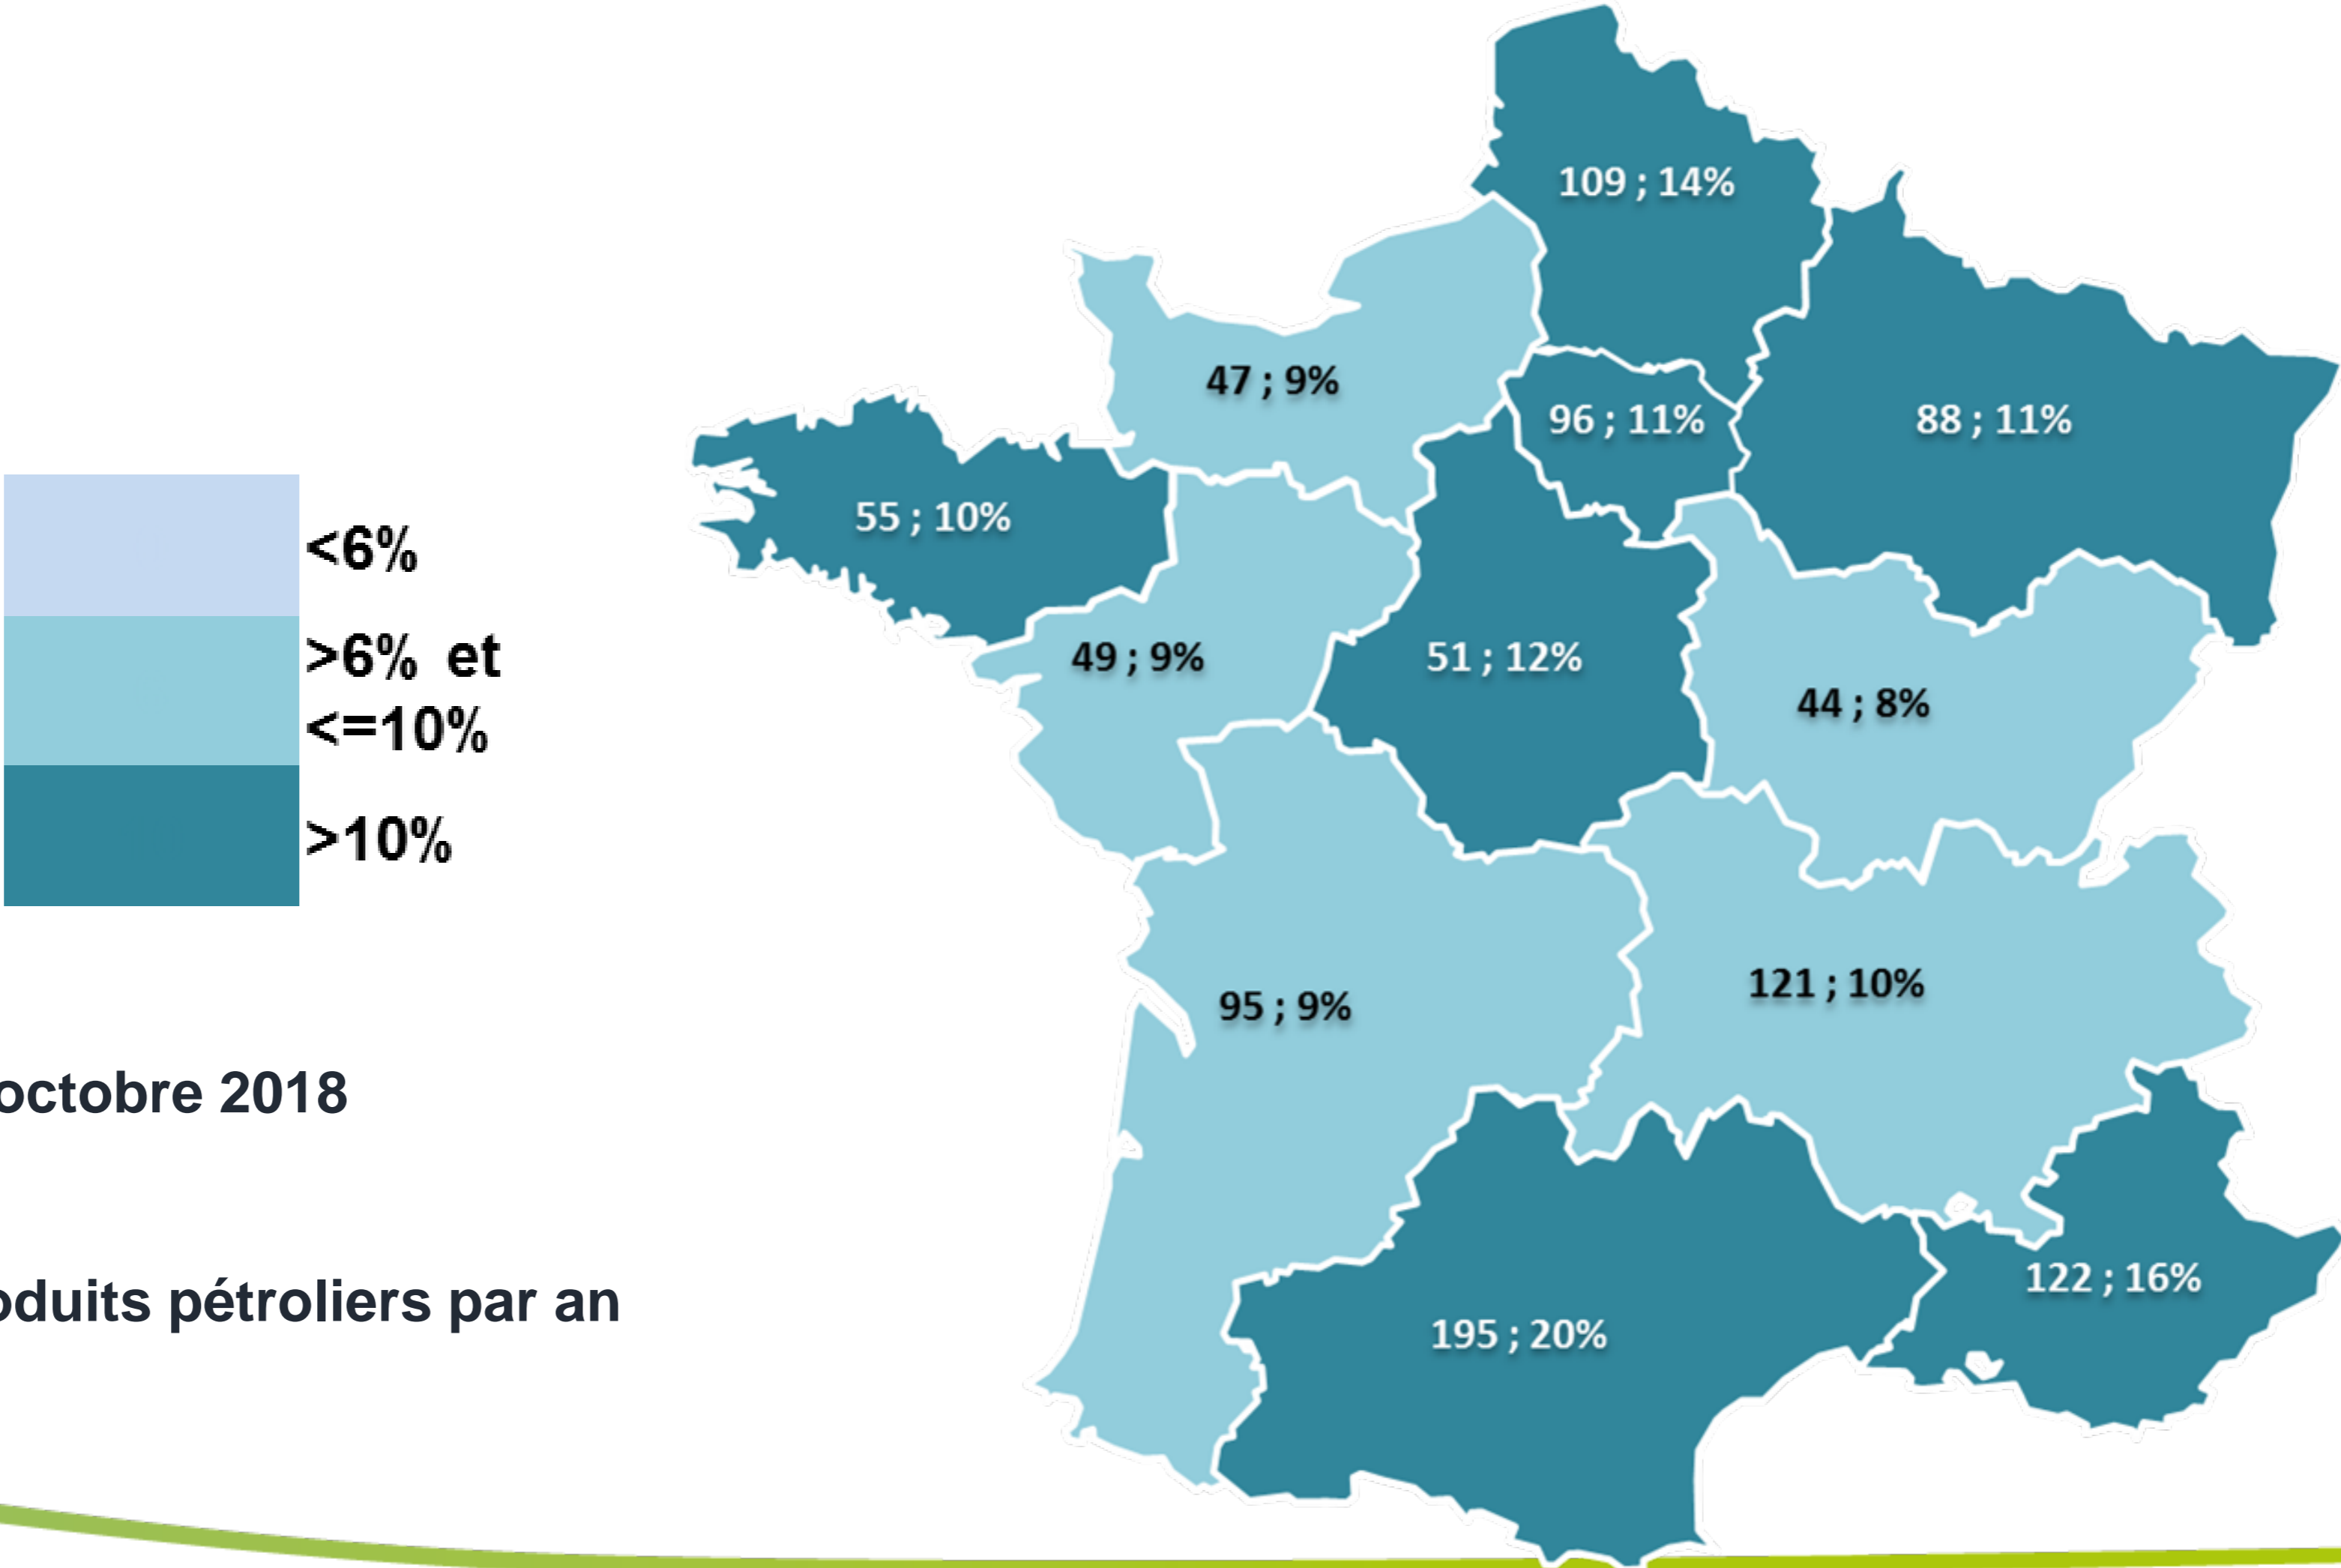 109 ; 14%
47 ; 9%
96 ; 11%
88 ; 11%
55 ; 10%
<6%
>6% et
<=10%
>10%
49 ; 9%
51 ; 12%
44 ; 8%
95 ; 9%
121 ; 10%
octobre 2018
oduits pétroliers par an
122 ; 16%
195 ; 20%